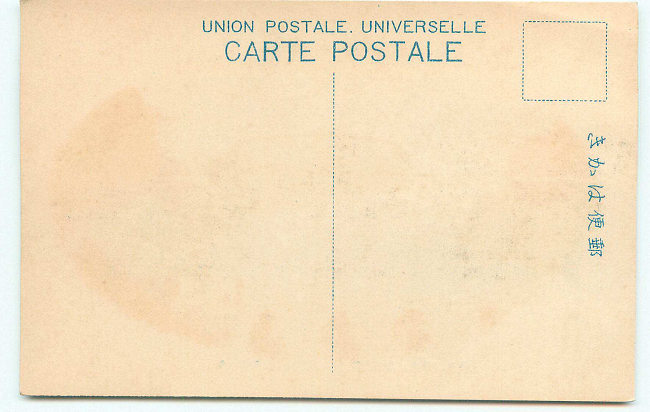 UNION POSTALE. UNIVERSELLE
CARTE POSTALE
郵便はかき